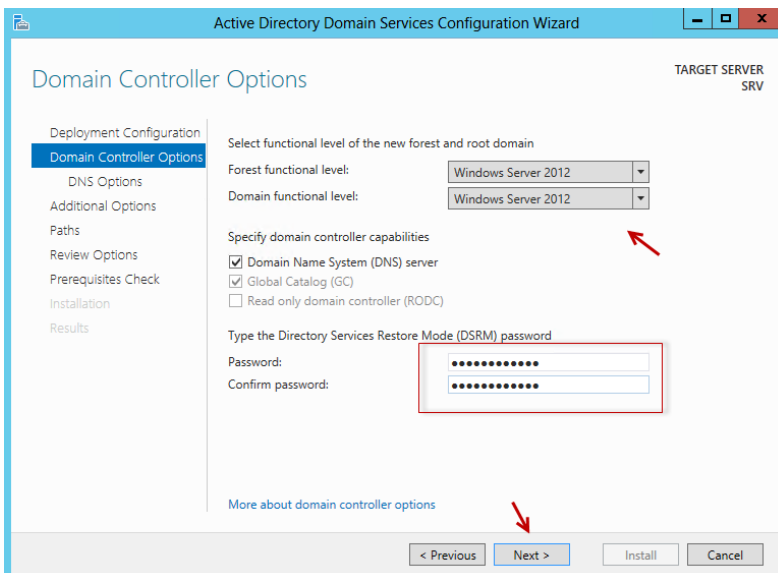 Active Directory Domain Services Configuration Wizard
Domain Controller Options
TARGET SERVER
SRV
Deployment Configuration
Domain Controller Options
DNS Options
Additional Options
Paths
Review Options
Prerequisites Check
Installation
Results
Select functional level of the new forest and root domain
Forest functional level: Windows Server 2012
Domain functional level: Windows Server 2012
Specify domain controller capabilities
Domain Name System (DNS) server
Global Catalog (GC)
Read only domain controller (RODC)
Type the Directory Services Restore Mode (DSRM) password
Password: ●●●●●●●●●●●●
Confirm password: ●●●●●●●●●●●●
More about domain controller options
< Previous Next > Install Cancel